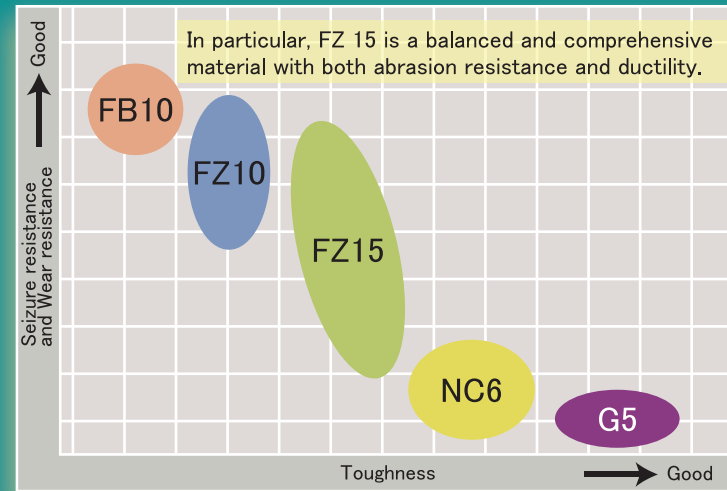 In particular, FZ 15 is a balanced and comprehensive
material with both abrasion resistance and ductility.
Good
Seizure resistance
and Wear resistance
FB10
FZ10
FZ15
NC6
G5
Toughness
Good